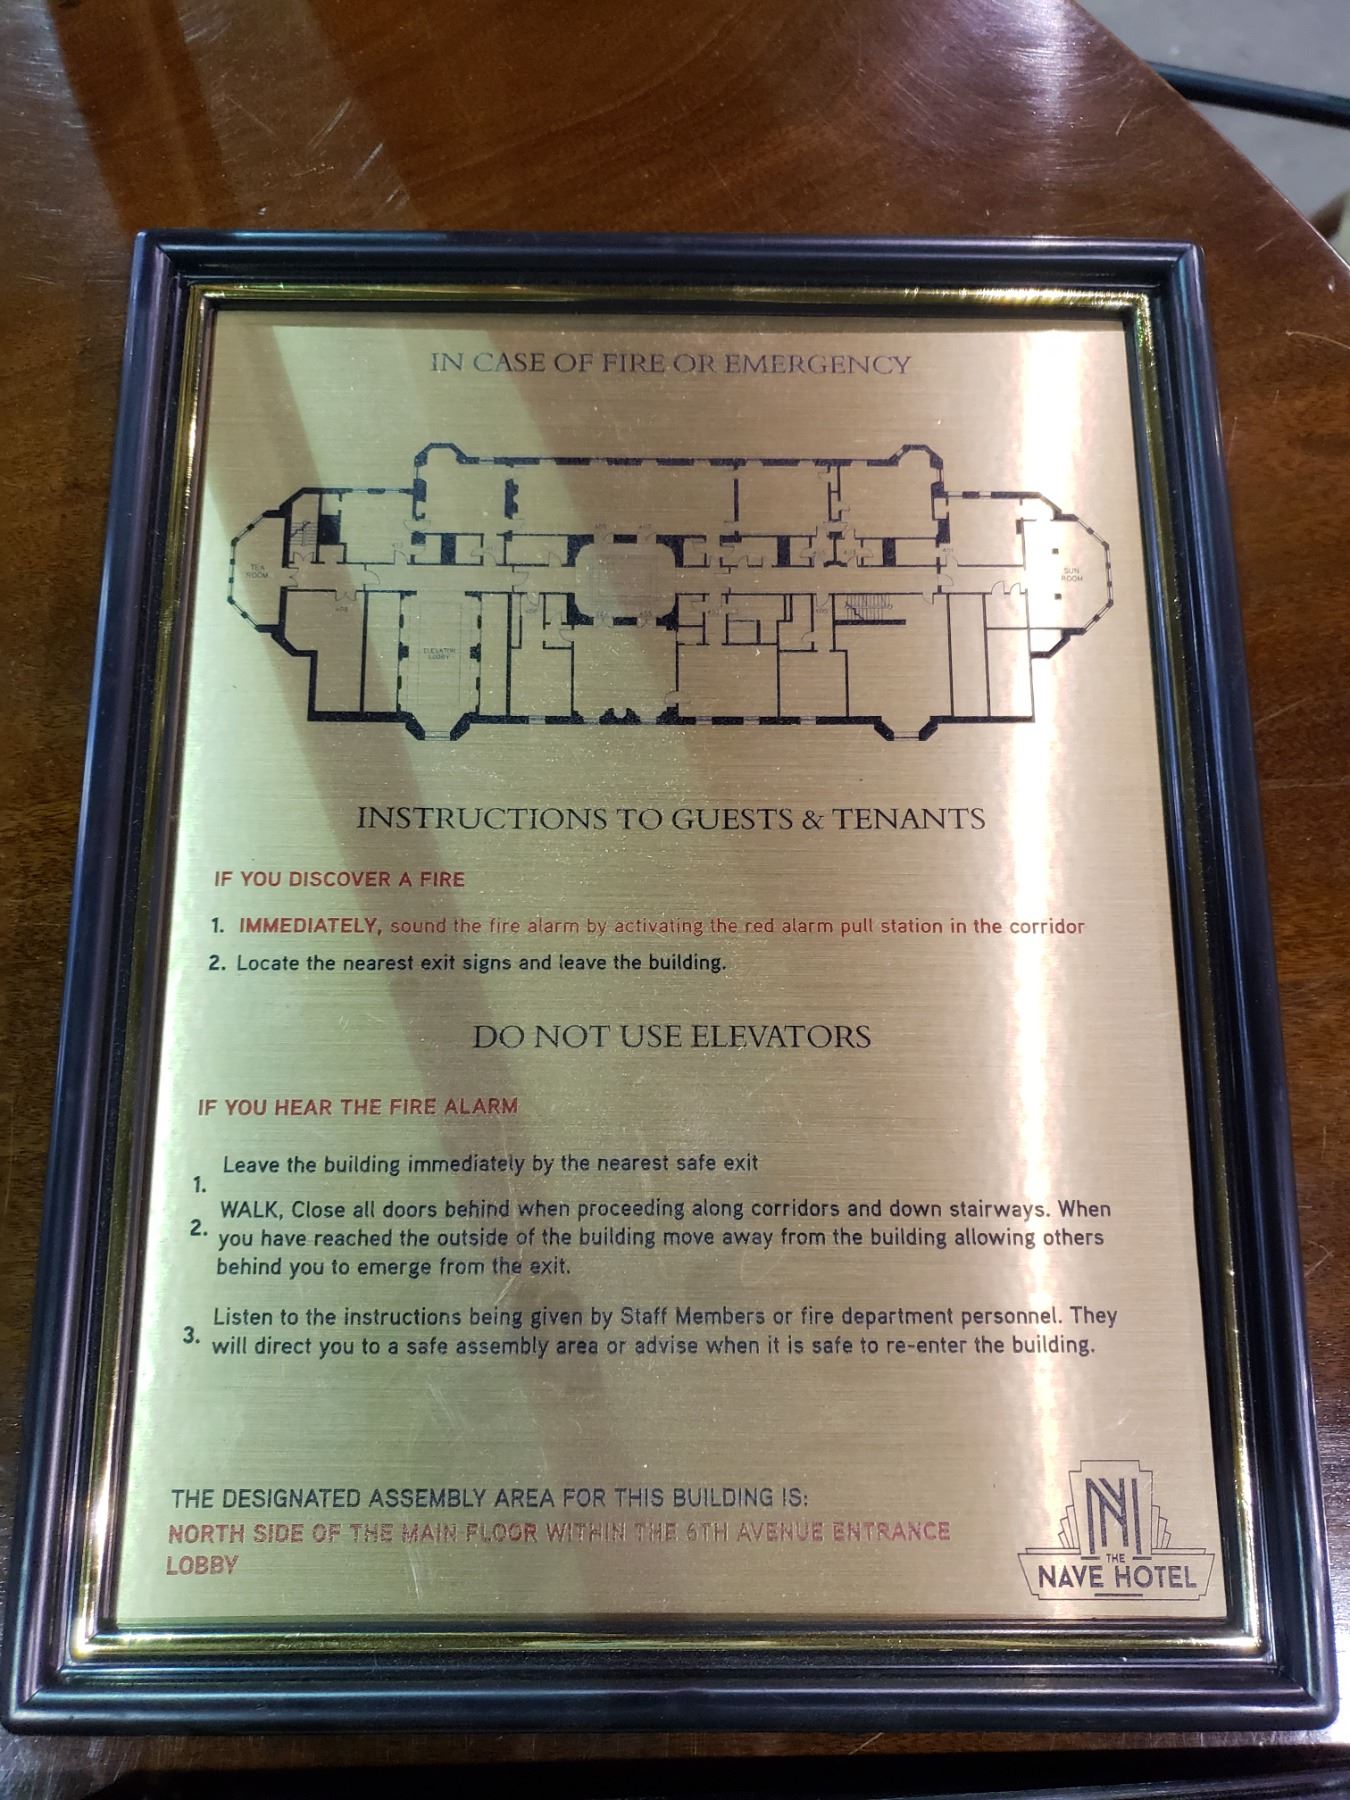 IN CASE OF FIRE OR EMERGENCY
TEA
ROOM
SUN
ROOM
408
ELEVATOR
LOBBY
INSTRUCTIONS TO GUESTS & TENANTS
IF YOU DISCOVER A FIRE
1. IMMEDIATELY, sound the fire alarm by activating the red alarm pull station in the corridor
2. Locate the nearest exit signs and leave the building.
DO NOT USE ELEVATORS
IF YOU HEAR THE FIRE ALARM
1. Leave the building immediately by the nearest safe exit
2. WALK, Close all doors behind when proceeding along corridors and down stairways. When
you have reached the outside of the building move away from the building allowing others
behind you to emerge from the exit.
3. Listen to the instructions being given by Staff Members or fire department personnel. They
will direct you to a safe assembly area or advise when it is safe to re-enter the building.
THE DESIGNATED ASSEMBLY AREA FOR THIS BUILDING IS:
NORTH SIDE OF THE MAIN FLOOR WITHIN THE 6TH AVENUE ENTRANCE
LOBBY
N
THE
NAVE HOTEL